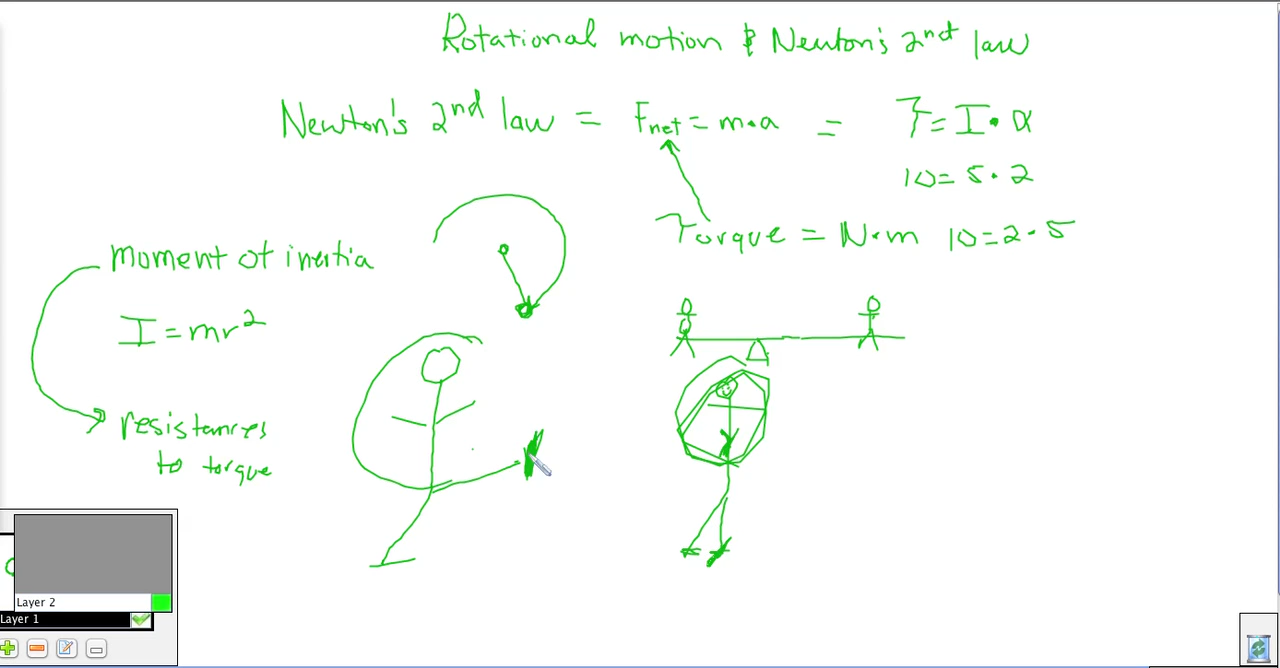 Rotational motion & Newton's 2nd law
Newton's 2nd law = Fnet = m•a = τ = I • α
10 = 5 • 2
Torque = N•m 10 = 2 • 5
moment of inertia
I = mr²
resistances
to torque
Layer 2
Layer 1